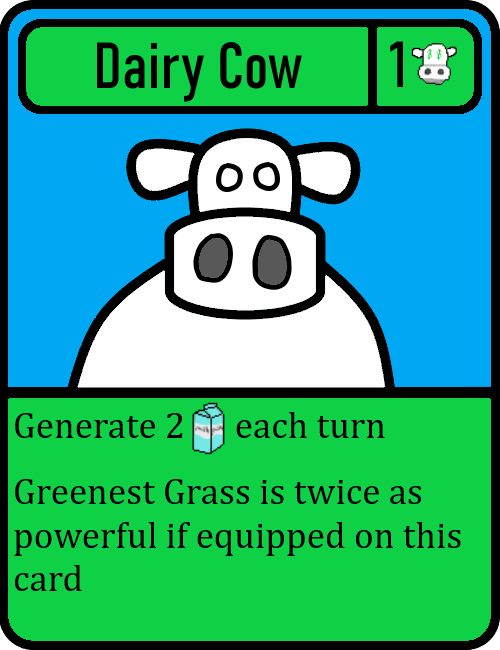 Dairy Cow 1
Generate 2 each turn
Greenest Grass is twice as
powerful if equipped on this
card